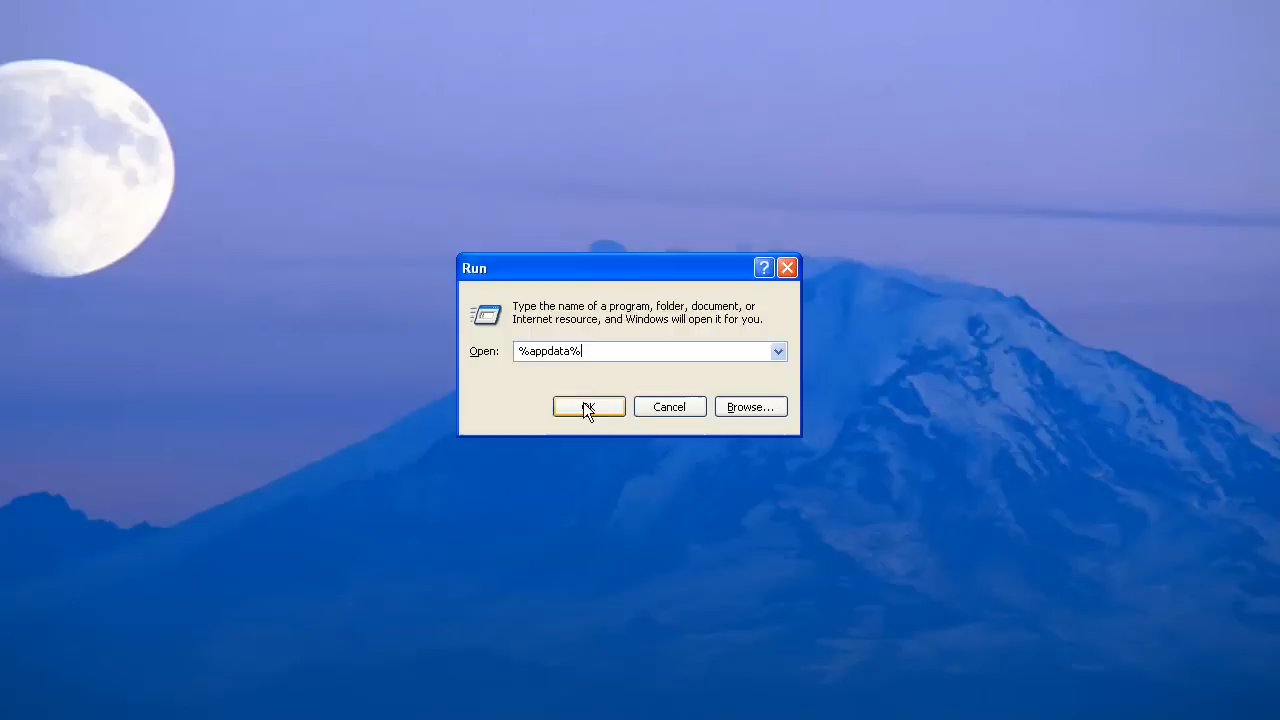 Run
Type the name of a program, folder, document, or
Internet resource, and Windows will open it for you.
Open: %appdata%
Cancel Browse...